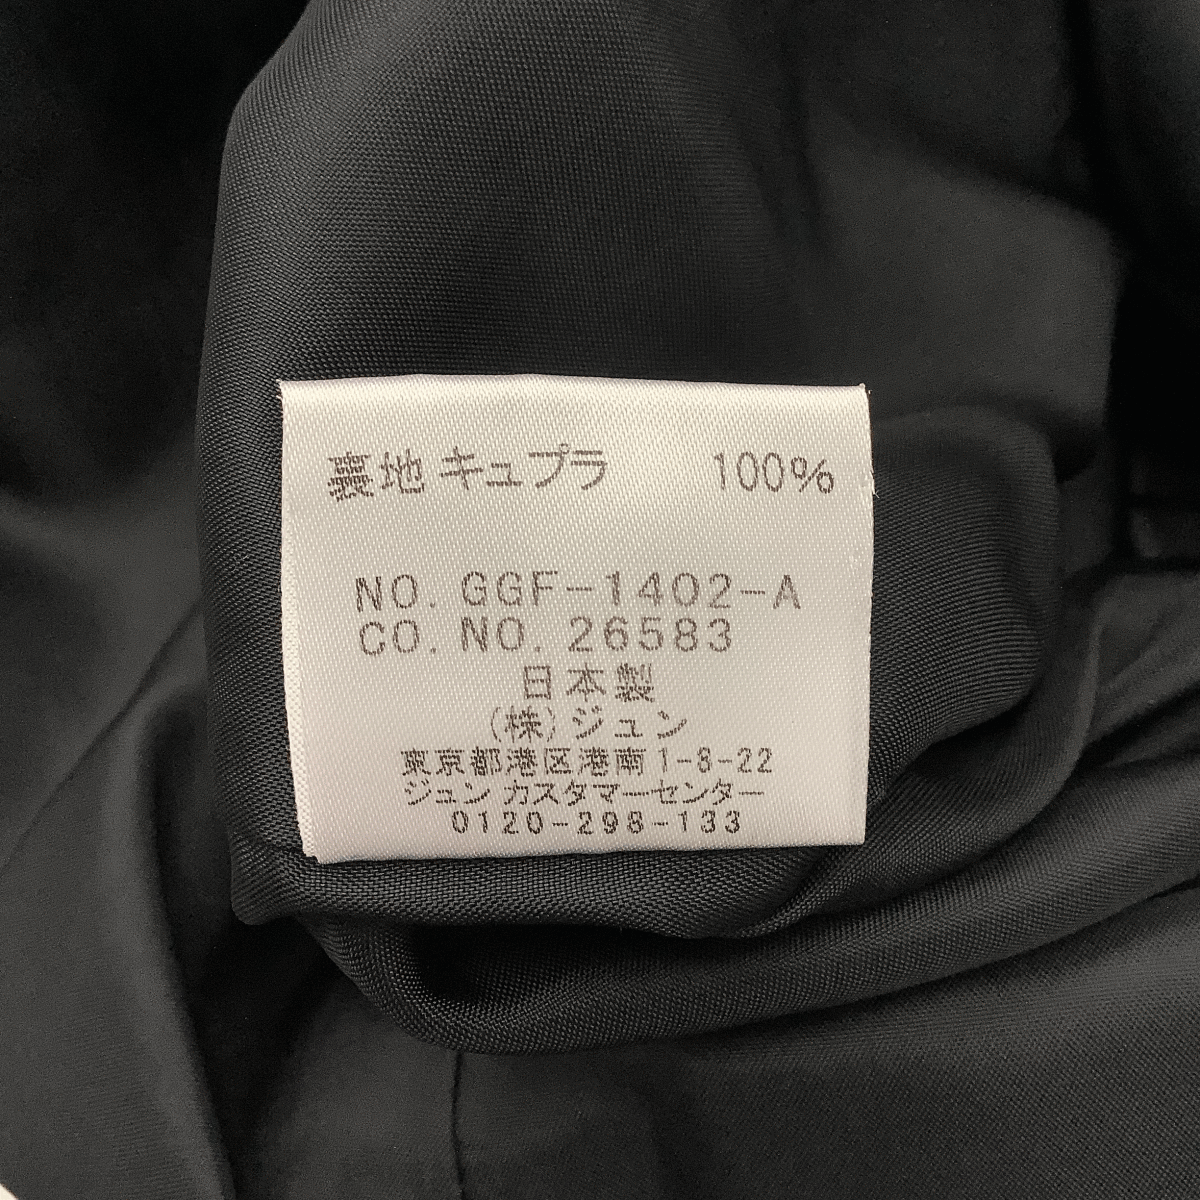 裏地 キュプラ 100%
NO. GGF-1402-A
CO. NO. 26583
日本製
(株)ジュン
東京都港区港南1-8-22
ジュン カスタマーセンター
0120-298-133